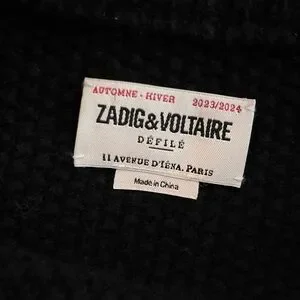 AUTOMNE - HIVER 2023/2024
ZADIG&VOLTAIRE
DÉFILÉ
11 AVENUE D'IÉNA, PARIS
Made in China